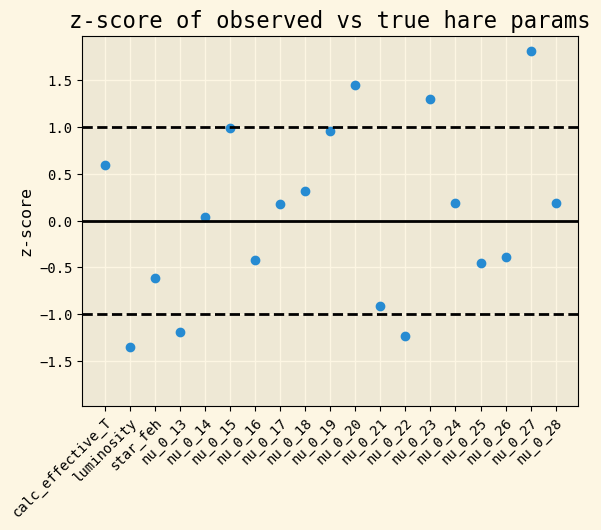 z-score of observed vs true hare params
z-score
1.5
1.0
0.5
0.0
−0.5
−1.0
−1.5
calc_effective_T
luminosity
star_feh
nu_0_13
nu_0_14
nu_0_15
nu_0_16
nu_0_17
nu_0_18
nu_0_19
nu_0_20
nu_0_21
nu_0_22
nu_0_23
nu_0_24
nu_0_25
nu_0_26
nu_0_27
nu_0_28